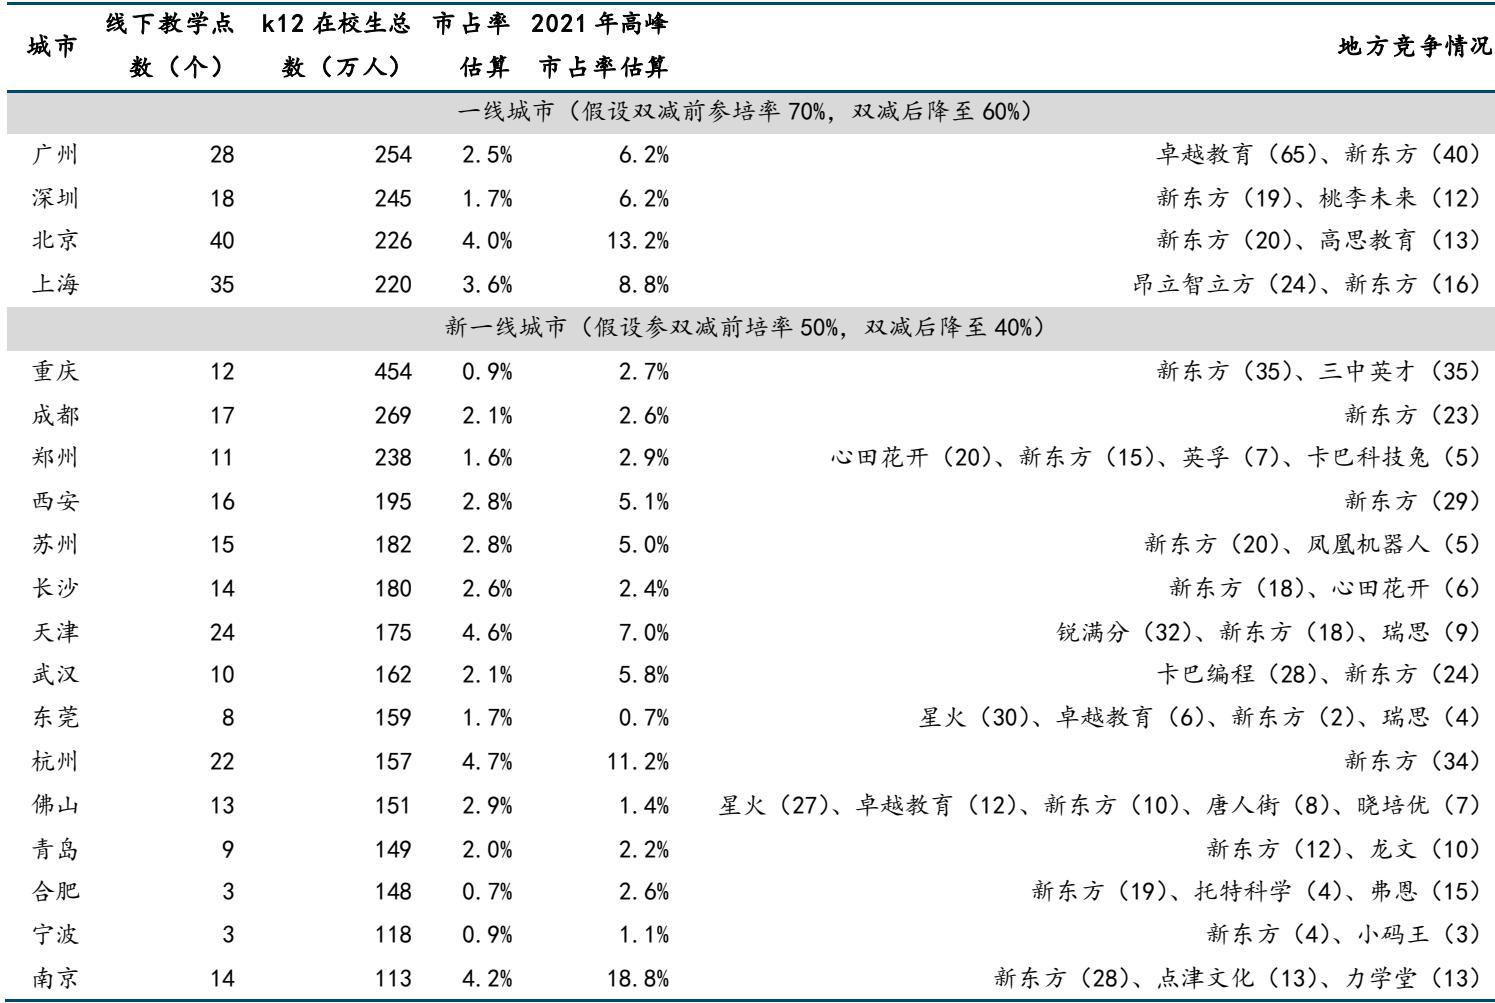 城市 线下教学点数（个） k12在校生总数（万人） 市占率估算 2021年高峰市占率估算 地方竞争情况
一线城市（假设双减前参培率70%，双减后降至60%）
广州 28 254 2.5% 6.2% 卓越教育（65）、新东方（40）
深圳 18 245 1.7% 6.2% 新东方（19）、桃李未来（12）
北京 40 226 4.0% 13.2% 新东方（20）、高思教育（13）
上海 35 220 3.6% 8.8% 昂立智立方（24）、新东方（16）
新一线城市（假设参双减前培率50%，双减后降至40%）
重庆 12 454 0.9% 2.7% 新东方（35）、三中英才（35）
成都 17 269 2.1% 2.6% 新东方（23）
郑州 11 238 1.6% 2.9% 心田花开（20）、新东方（15）、英孚（7）、卡巴科技兔（5）
西安 16 195 2.8% 5.1% 新东方（29）
苏州 15 182 2.8% 5.0% 新东方（20）、凤凰机器人（5）
长沙 14 180 2.6% 2.4% 新东方（18）、心田花开（6）
天津 24 175 4.6% 7.0% 锐满分（32）、新东方（18）、瑞思（9）
武汉 10 162 2.1% 5.8% 卡巴编程（28）、新东方（24）
东莞 8 159 1.7% 0.7% 星火（30）、卓越教育（6）、新东方（2）、瑞思（4）
杭州 22 157 4.7% 11.2% 新东方（34）
佛山 13 151 2.9% 1.4% 星火（27）、卓越教育（12）、新东方（10）、唐人街（8）、晓培优（7）
青岛 9 149 2.0% 2.2% 新东方（12）、龙文（10）
合肥 3 148 0.7% 2.6% 新东方（19）、托特科学（4）、弗恩（15）
宁波 3 118 0.9% 1.1% 新东方（4）、小码王（3）
南京 14 113 4.2% 18.8% 新东方（28）、点津文化（13）、力学堂（13）